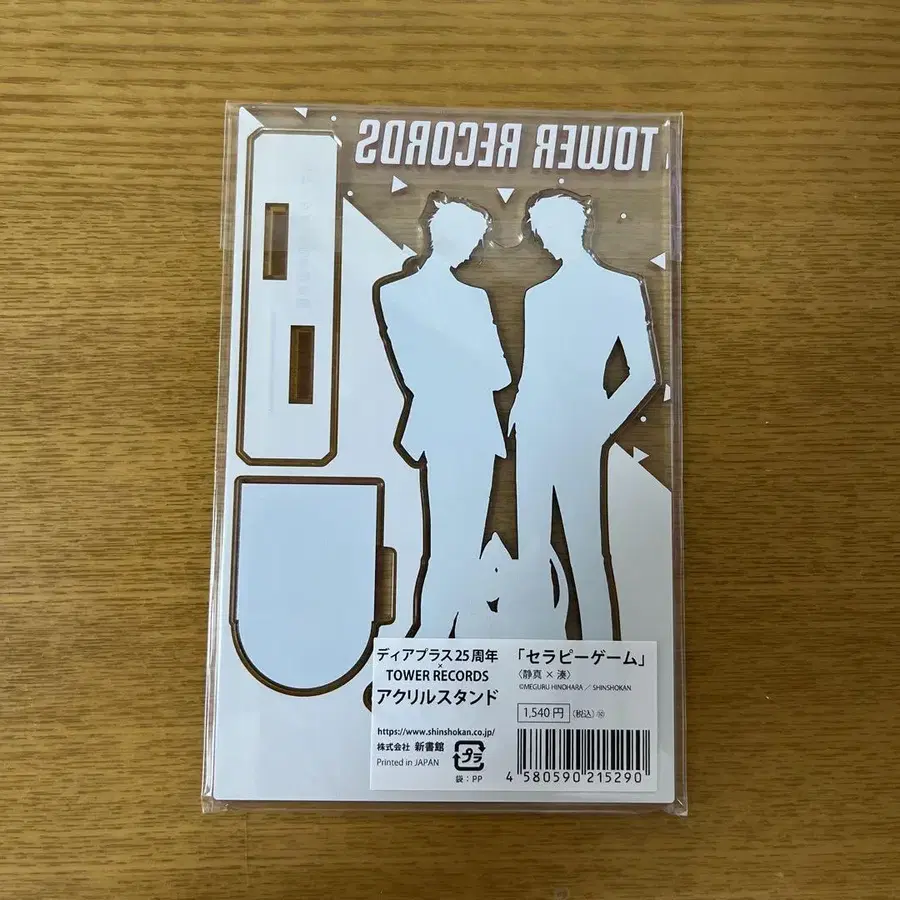 TOWER RECORDS
ディアプラス25周年
×
TOWER RECORDS
アクリルスタンド
https://www.shinshokan.co.jp/
株式会社 新書館
Printed in JAPAN
プラ
袋：PP
「セラピーゲーム」
〈静真 × 湊〉
©MEGURU HINOHARA ／ SHINSHOKAN
1,540円 〈税込〉⑩
4 580590 215290